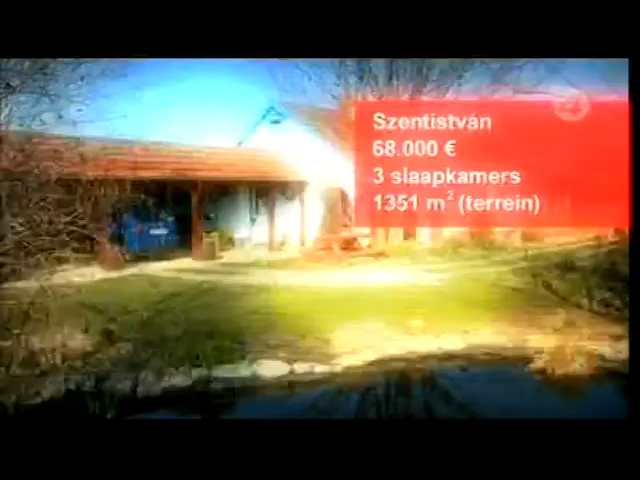 Szentistván
68.000 €
3 slaapkamers
1351 m² (terrein)